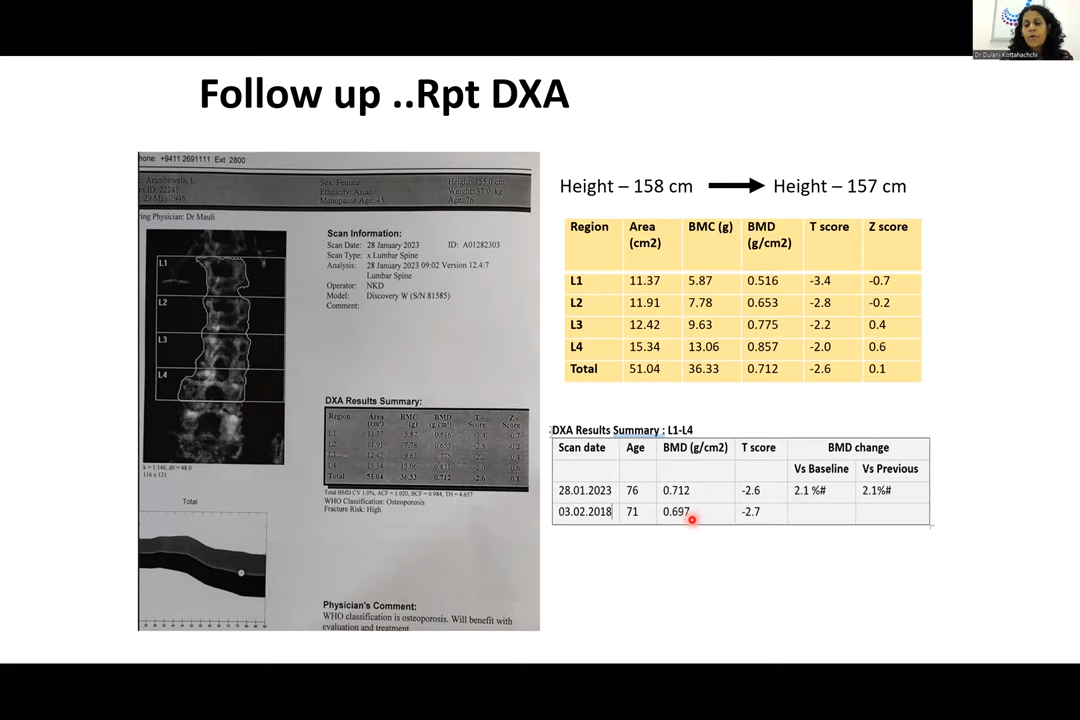 Dr Dulani Kottahachchi
Follow up ..Rpt DXA
hone: +9411 2691111 Ext 2800
: Arambewela, I.
nt ID: 22241
29 May 1946
Sex: Female
Ethnicity: Asian
Menopause Age: 45
Height: 155.0 cm
Weight: 37.0 kg
Age: 76
ring Physician: Dr Mauli
L1
L2
L3
L4
k = 1.146, d0 = 48.0
116 x 121
Total
Scan Information:
Scan Date: 28 January 2023 ID: A01282303
Scan Type: x Lumbar Spine
Analysis: 28 January 2023 09:02 Version 12.4:7
Lumbar Spine
Operator: NKD
Model: Discovery W (S/N 81585)
Comment:
DXA Results Summary:
Region Area (cm²) BMC (g) BMD (g/cm²) T - Score Z - Score
L1 11.37 5.87 0.516 -3.4 -0.7
L2 11.91 7.78 0.653 -2.8 -0.2
L3 12.42 9.63 0.775 -2.2 0.4
L4 15.34 13.06 -2.0 0.6
Total 51.04 36.33 0.712 -2.6 0.1
Total BMD CV 1.0%, ACF = 1.020, BCF = 0.984, TH = 4.657
WHO Classification: Osteoporosis
Fracture Risk: High
Physician's Comment:
WHO classification is osteoporosis. Will benefit with
evaluation and treatment
Height – 158 cm Height – 157 cm
Region Area (cm2) BMC (g) BMD (g/cm2) T score Z score
L1 11.37 5.87 0.516 -3.4 -0.7
L2 11.91 7.78 0.653 -2.8 -0.2
L3 12.42 9.63 0.775 -2.2 0.4
L4 15.34 13.06 0.857 -2.0 0.6
Total 51.04 36.33 0.712 -2.6 0.1
DXA Results Summary : L1-L4
Scan date Age BMD (g/cm2) T score BMD change
Vs Baseline Vs Previous
28.01.2023 76 0.712 -2.6 2.1 %# 2.1%#
03.02.2018 71 0.697 -2.7